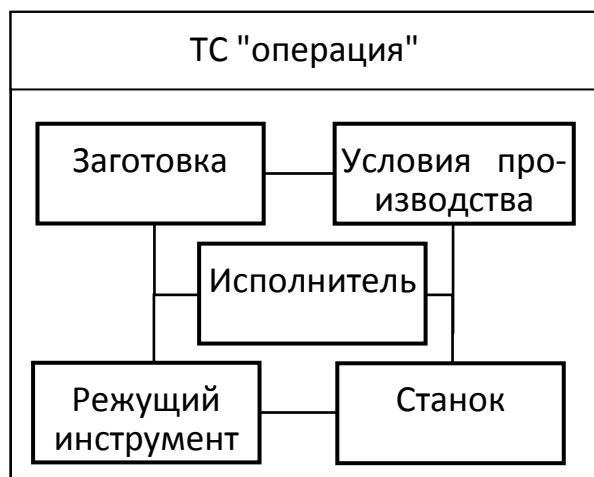 ТС "операция"
Заготовка
Условия про-
изводства
Исполнитель
Режущий
инструмент
Станок